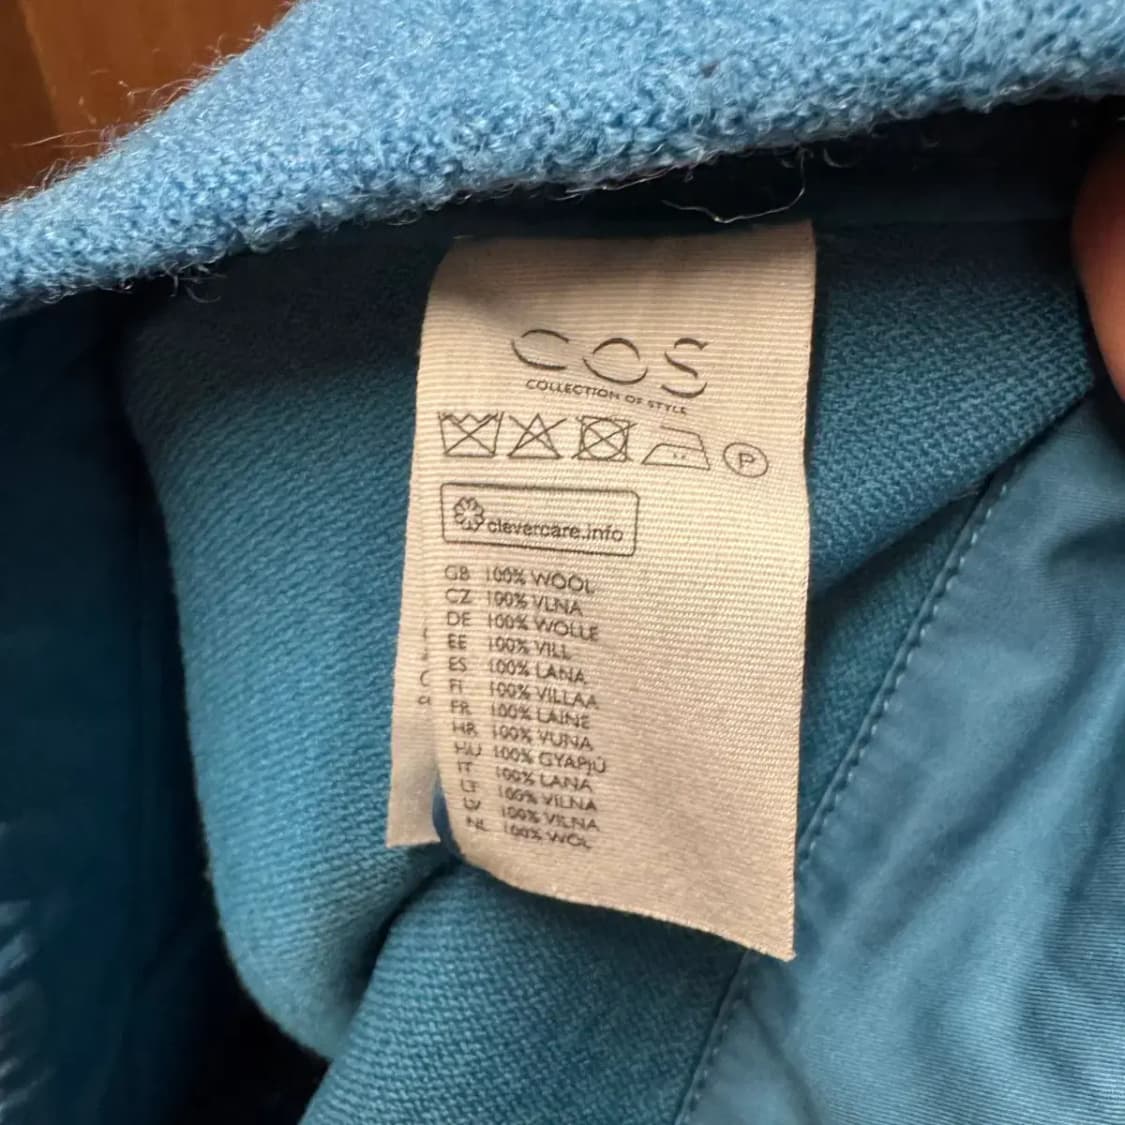 COS
COLLECTION OF STYLE
P
clevercare.info
GB 100% WOOL
CZ 100% VLNA
DE 100% WOLLE
EE 100% VILL
ES 100% LANA
FI 100% VILLAA
FR 100% LAINE
HR 100% VUNA
HU 100% GYAPJÚ
IT 100% LANA
LT 100% VILNA
LV 100% VILNA
NL 100% WOL